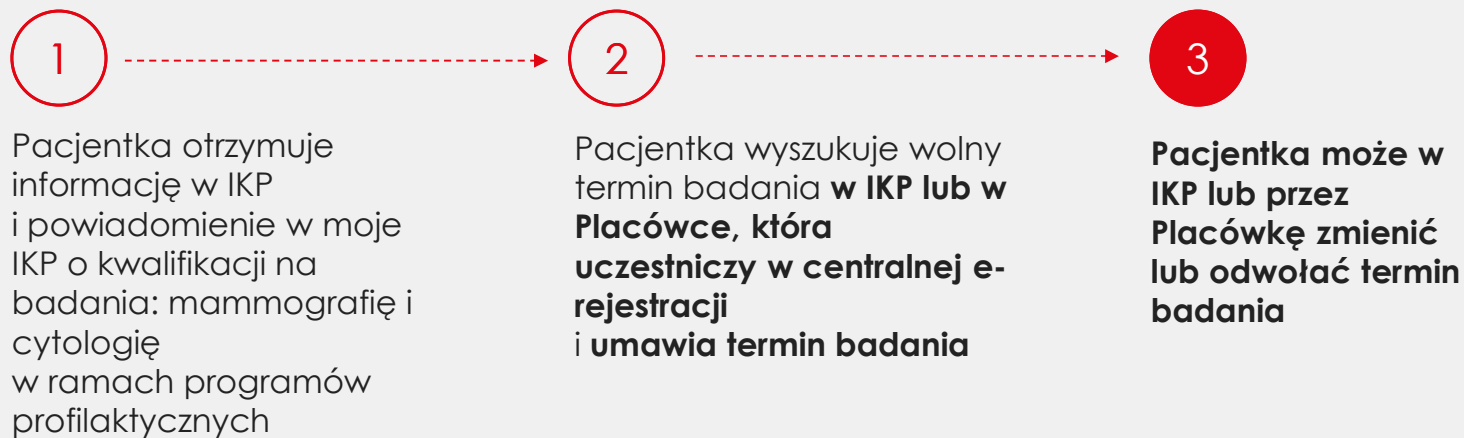 1
Pacjentka otrzymuje
informację w IKP
i powiadomienie w moje
IKP o kwalifikacji na
badania: mammografię i
cytologię
w ramach programów
profilaktycznych
2
Pacjentka wyszukuje wolny
termin badania w IKP lub w
Placówce, która
uczestniczy w centralnej e-
rejestracji
i umawia termin badania
3
Pacjentka może w
IKP lub przez
Placówkę zmienić
lub odwołać termin
badania